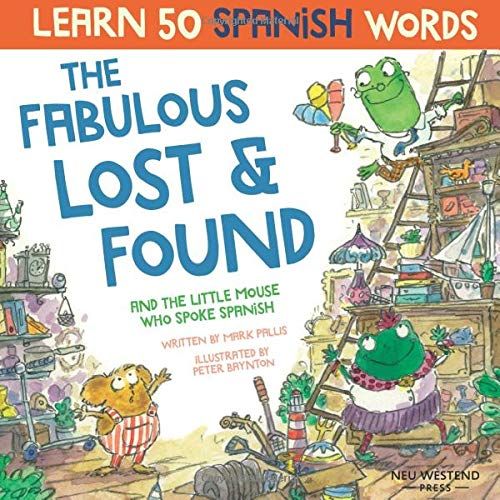 LEARN 50 SPANISH WORDS
THE
FABULOUS
LOST &
FOUND
AND THE LITTLE MOUSE
WHO SPOKE SPANISH
WRITTEN BY MARK PALLIS
ILLUSTRATED BY
PETER BAYNTON
NEU WESTEND
PRESS